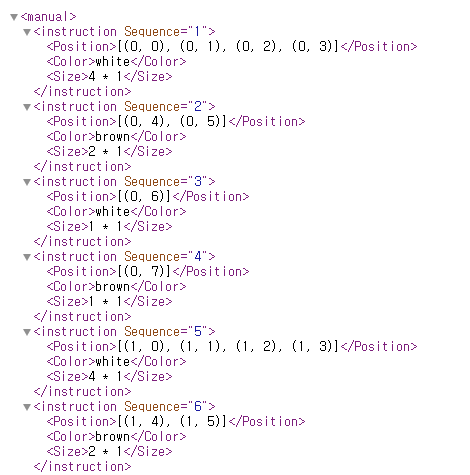 ▼<manual>
▼<instruction Sequence="1">
<Position>[(0, 0), (0, 1), (0, 2), (0, 3)]</Position>
<Color>white</Color>
<Size>4 * 1</Size>
</instruction>
▼<instruction Sequence="2">
<Position>[(0, 4), (0, 5)]</Position>
<Color>brown</Color>
<Size>2 * 1</Size>
</instruction>
▼<instruction Sequence="3">
<Position>[(0, 6)]</Position>
<Color>white</Color>
<Size>1 * 1</Size>
</instruction>
▼<instruction Sequence="4">
<Position>[(0, 7)]</Position>
<Color>brown</Color>
<Size>1 * 1</Size>
</instruction>
▼<instruction Sequence="5">
<Position>[(1, 0), (1, 1), (1, 2), (1, 3)]</Position>
<Color>white</Color>
<Size>4 * 1</Size>
</instruction>
▼<instruction Sequence="6">
<Position>[(1, 4), (1, 5)]</Position>
<Color>brown</Color>
<Size>2 * 1</Size>
</instruction>